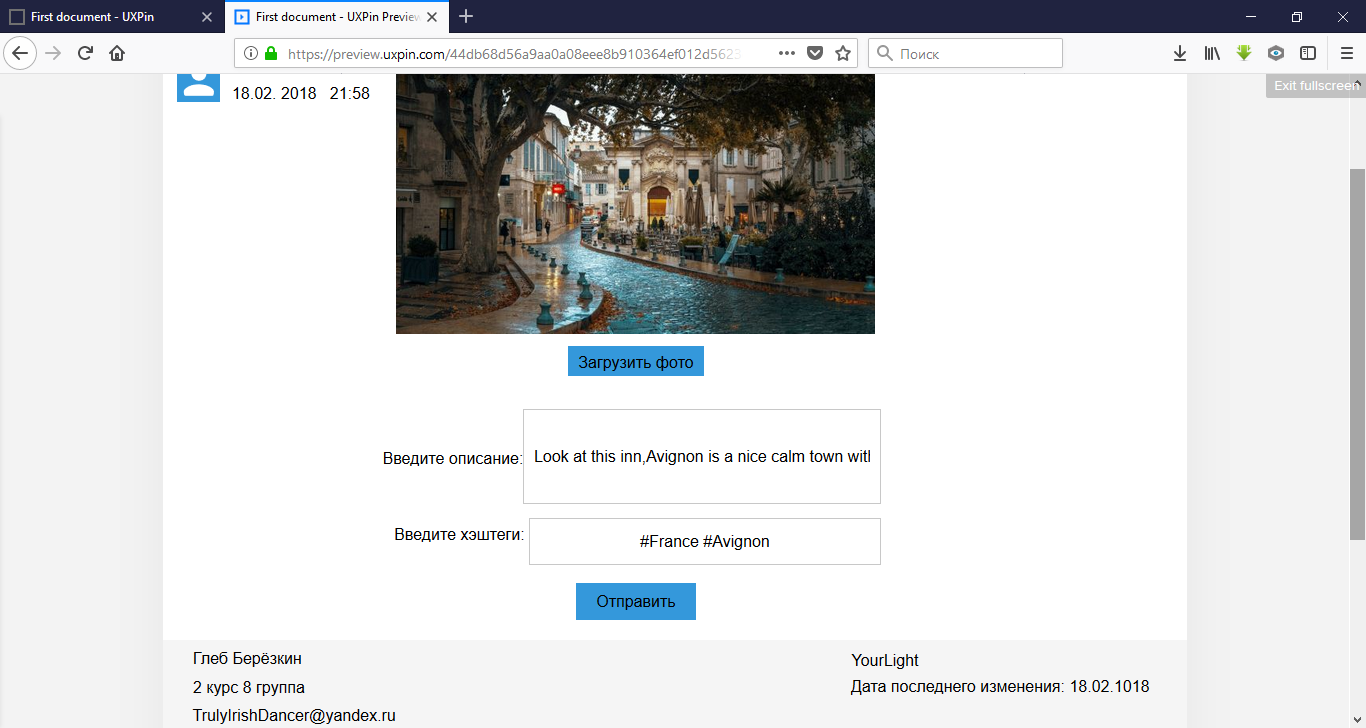 First document - UXPin
First document - UXPin Preview
https://preview.uxpin.com/44db68d56a9aa0a08eee8b910364ef012d5623
Поиск
Exit fullscreen
18.02. 2018 21:58
Загрузить фото
Введите описание:
Look at this inn,Avignon is a nice calm town with
Введите хэштеги:
#France #Avignon
Отправить
Глеб Берёзкин
YourLight
2 курс 8 группа
Дата последнего изменения: 18.02.1018
TrulyIrishDancer@yandex.ru